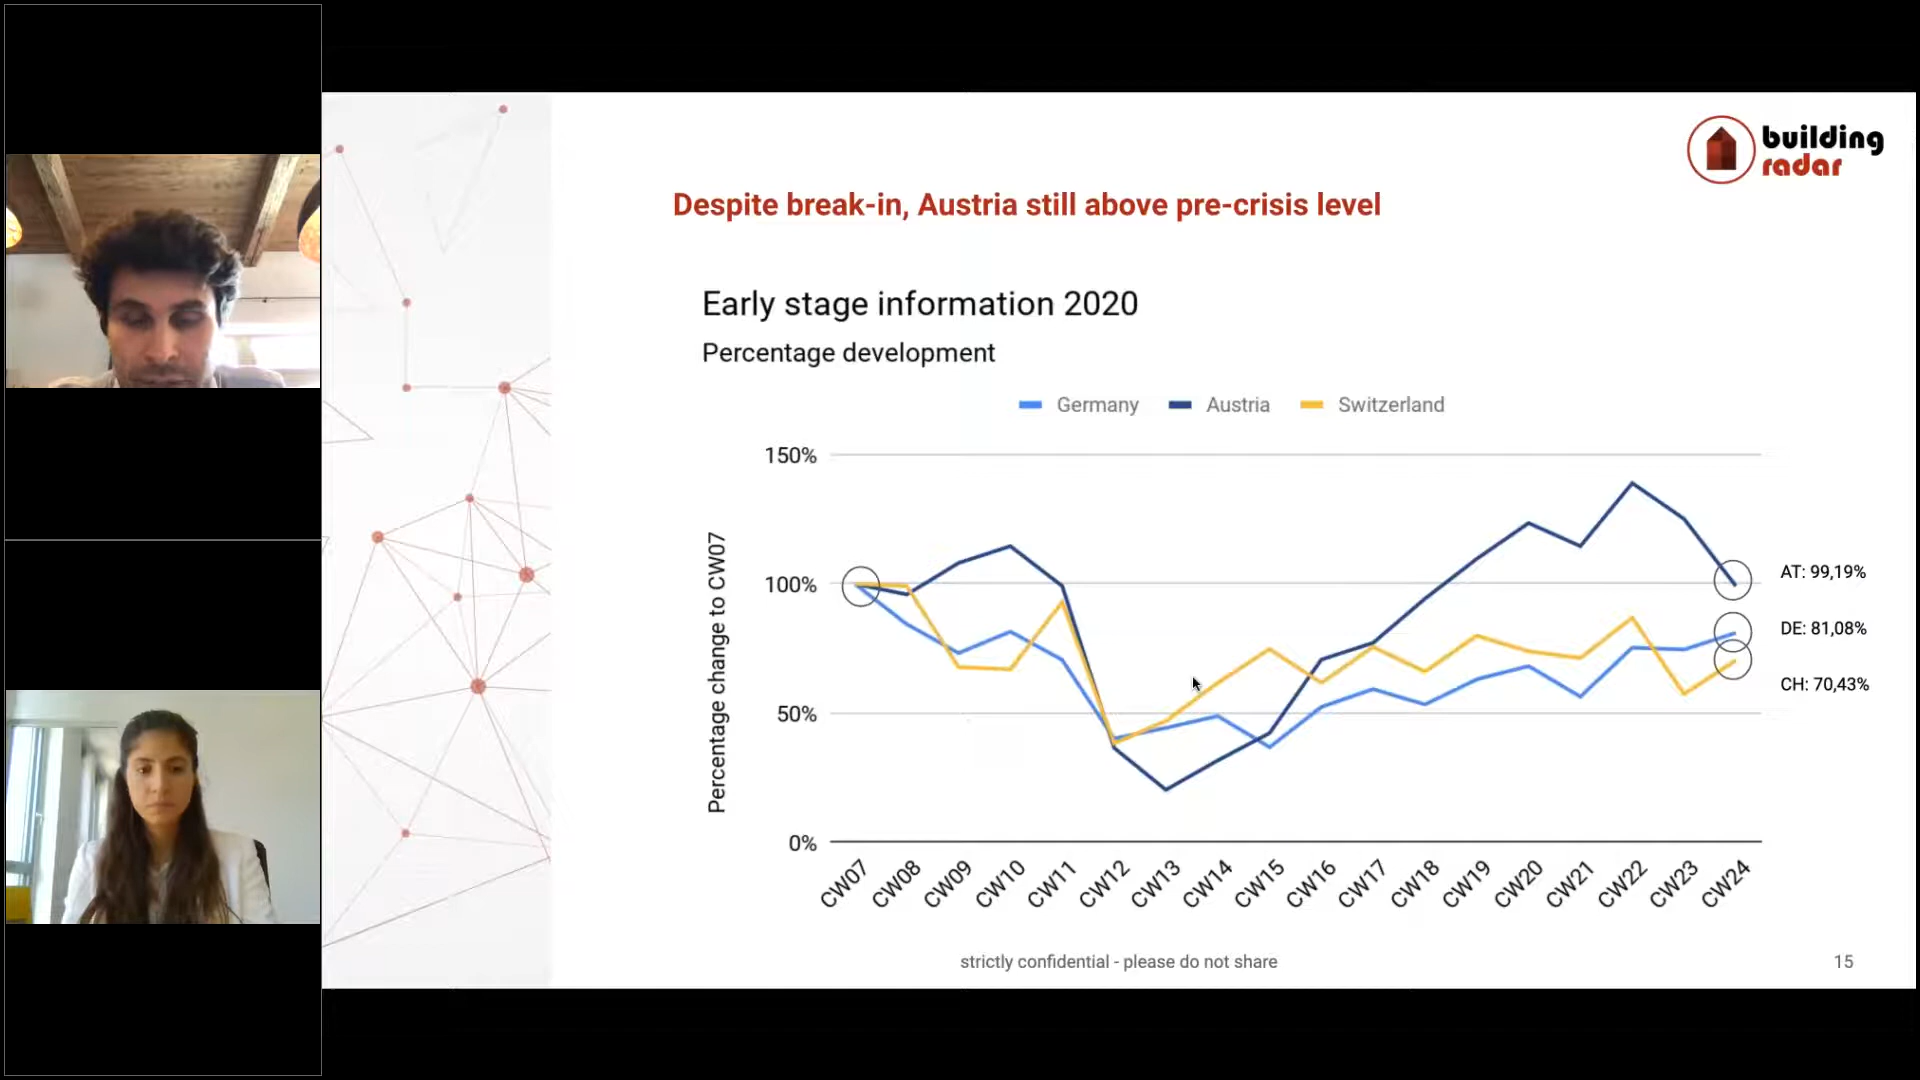 building
radar
Despite break-in, Austria still above pre-crisis level
Early stage information 2020
Percentage development
Germany Austria Switzerland
Percentage change to CW07
150%
100%
50%
0%
AT: 99,19%
DE: 81,08%
CH: 70,43%
CW07 CW08 CW09 CW10 CW11 CW12 CW13 CW14 CW15 CW16 CW17 CW18 CW19 CW20 CW21 CW22 CW23 CW24
strictly confidential - please do not share
15